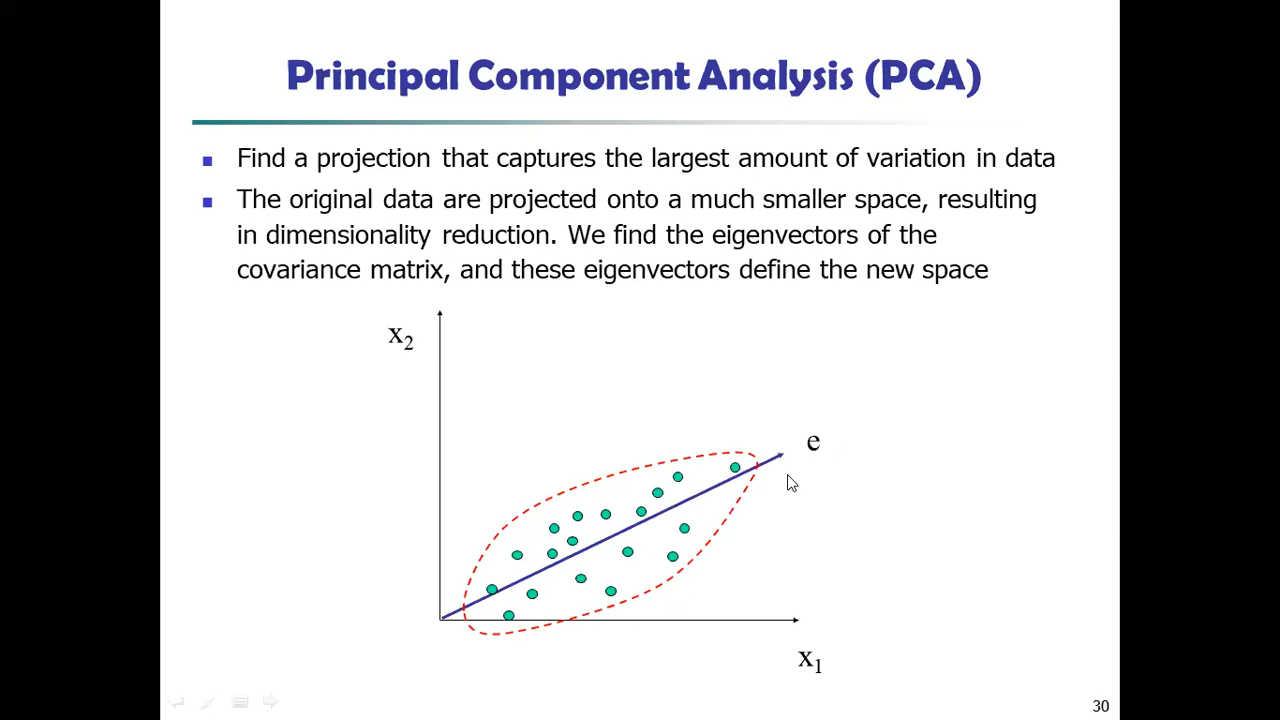 Principal Component Analysis (PCA)
Find a projection that captures the largest amount of variation in data
The original data are projected onto a much smaller space, resulting
in dimensionality reduction. We find the eigenvectors of the
covariance matrix, and these eigenvectors define the new space
x₂
e
x₁
30